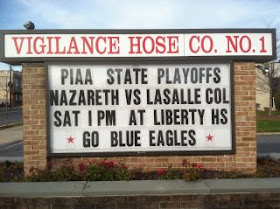 VIGILANCE HOSE CO. NO.1
PIAA STATE PLAYOFFS
NAZARETH VS LASALLE COL
SAT 1 PM AT LIBERTY HS
GO BLUE EAGLES